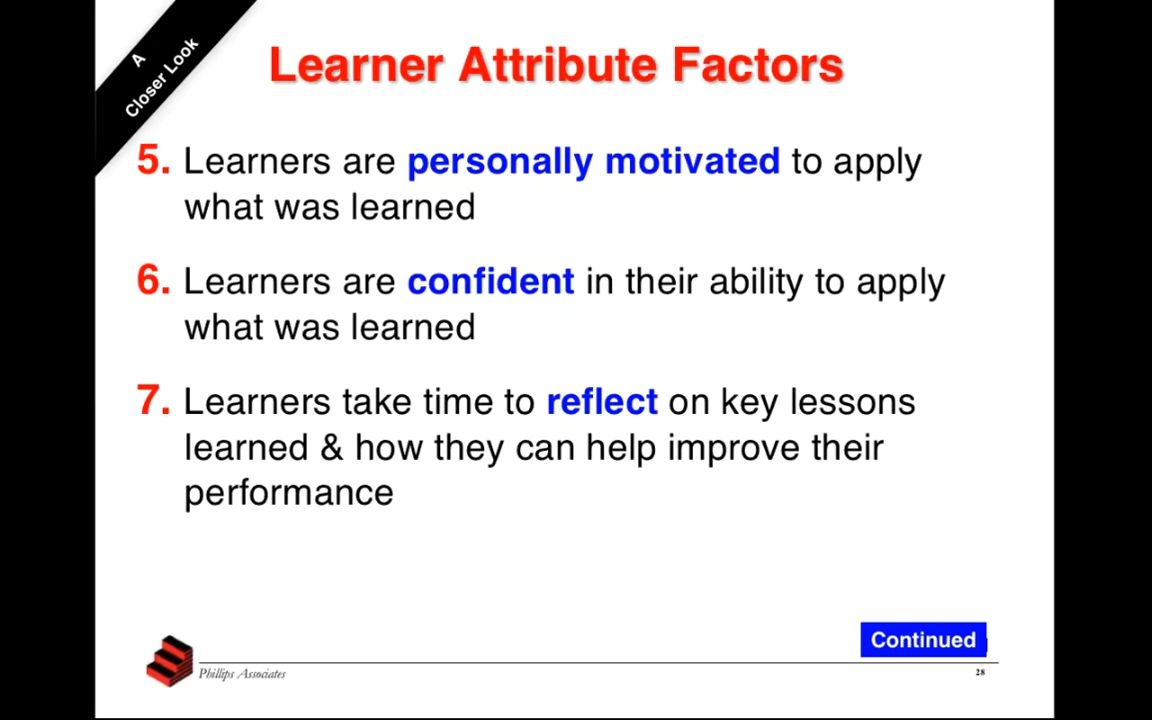 A
Closer Look
Learner Attribute Factors
5. Learners are personally motivated to apply
what was learned
6. Learners are confident in their ability to apply
what was learned
7. Learners take time to reflect on key lessons
learned & how they can help improve their
performance
Continued
Phillips Associates
28